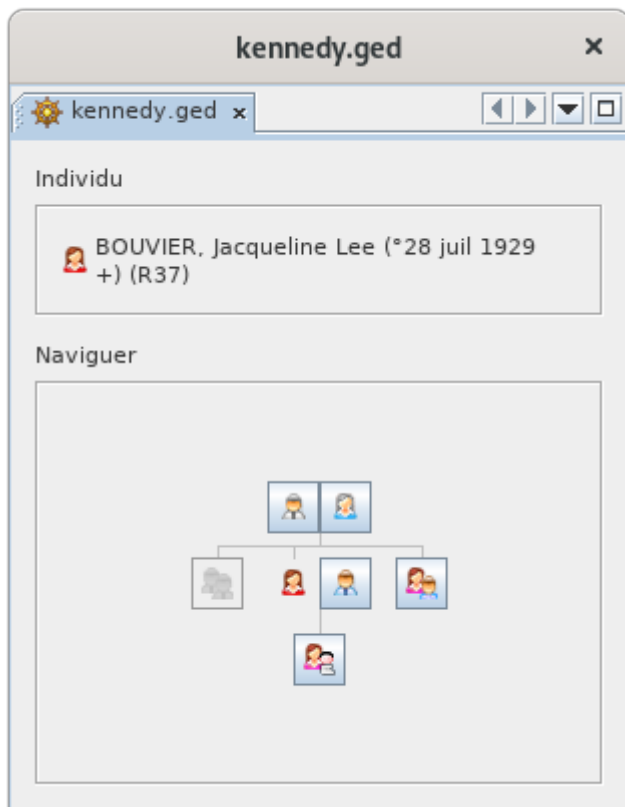 kennedy.ged
kennedy.ged
Individu
BOUVIER, Jacqueline Lee (°28 juil 1929
+) (R37)
Naviguer